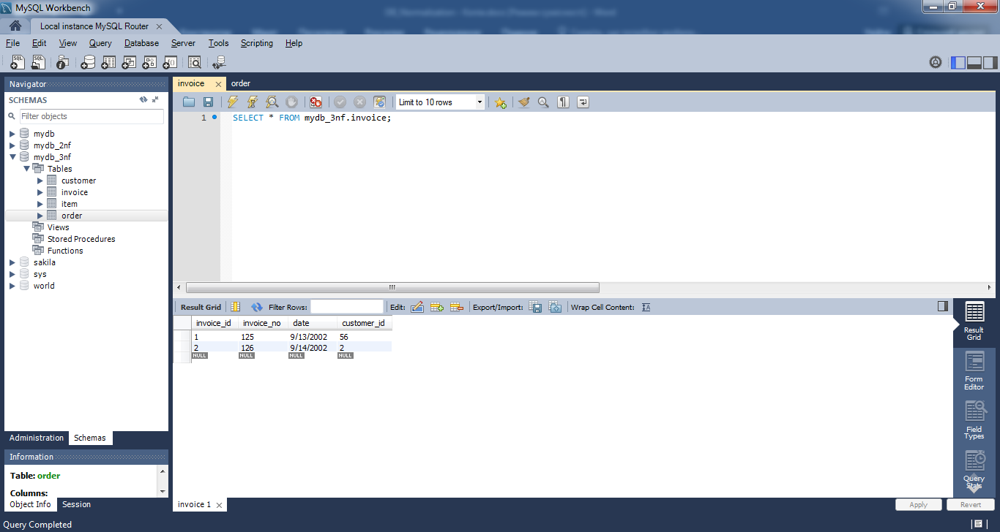 MySQL Workbench
Local instance MySQL Router
File Edit View Query Database Server Tools Scripting Help
Navigator
SCHEMAS
Filter objects
mydb
mydb_2nf
mydb_3nf
Tables
customer
invoice
item
order
Views
Stored Procedures
Functions
sakila
sys
world
Administration Schemas
Information
Table: order
Columns:
Object Info Session
invoice order
Limit to 10 rows
1 SELECT * FROM mydb_3nf.invoice;
Result Grid Filter Rows: Edit: Export/Import: Wrap Cell Content:
invoice_id invoice_no date customer_id
1 125 9/13/2002 56
2 126 9/14/2002 2
NULL NULL NULL NULL
Result
Grid
Form
Editor
Field
Types
Query
Stats
invoice 1
Apply Revert
Query Completed